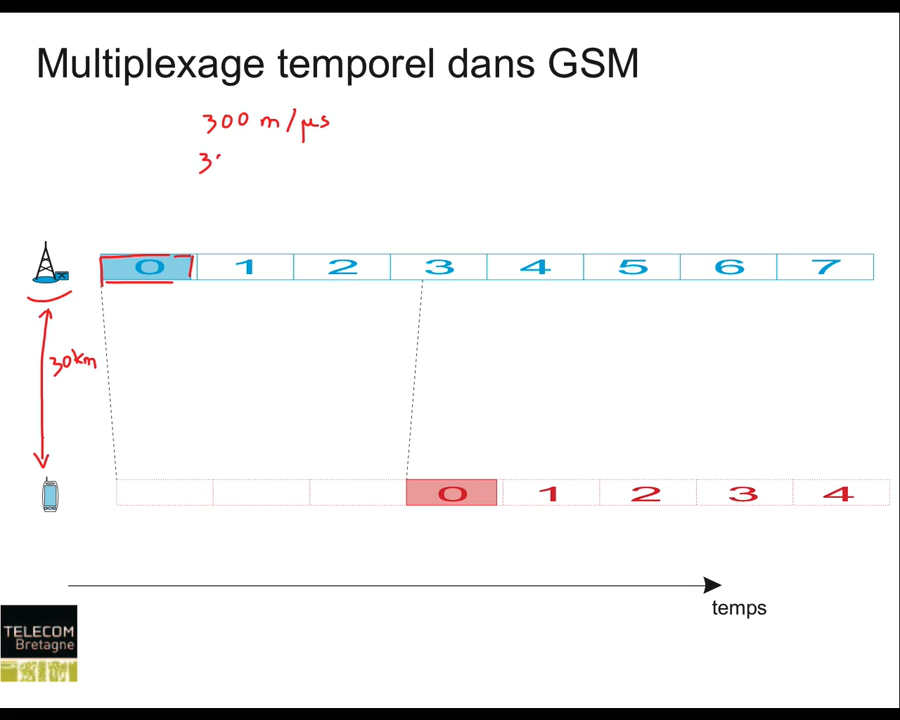 Multiplexage temporel dans GSM
300 m/µs
3
0 1 2 3 4 5 6 7
30km
0 1 2 3 4
temps
TELECOM
Bretagne